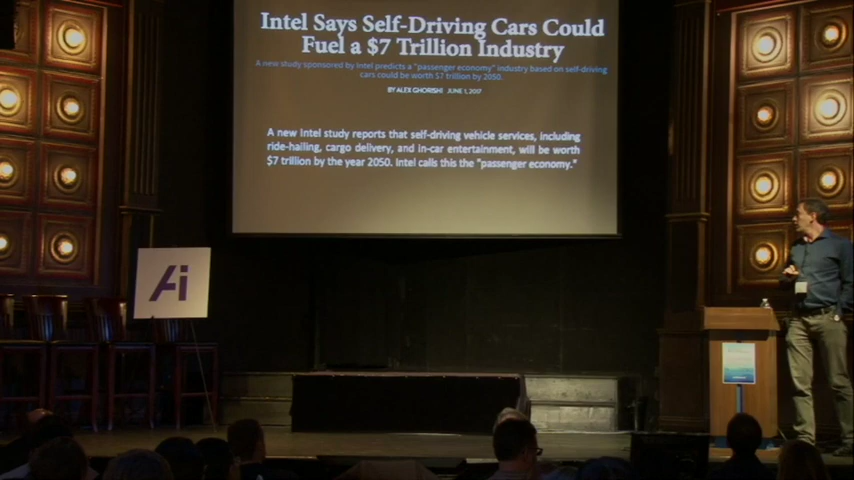 Intel Says Self-Driving Cars Could
Fuel a $7 Trillion Industry
A new study sponsored by Intel predicts a "passenger economy" industry based on self-driving
cars could be worth $7 trillion by 2050.
BY ALEX GHORISHI JUNE 1, 2017
A new Intel study reports that self-driving vehicle services, including
ride-hailing, cargo delivery, and in-car entertainment, will be worth
$7 trillion by the year 2050. Intel calls this the "passenger economy."
Ai